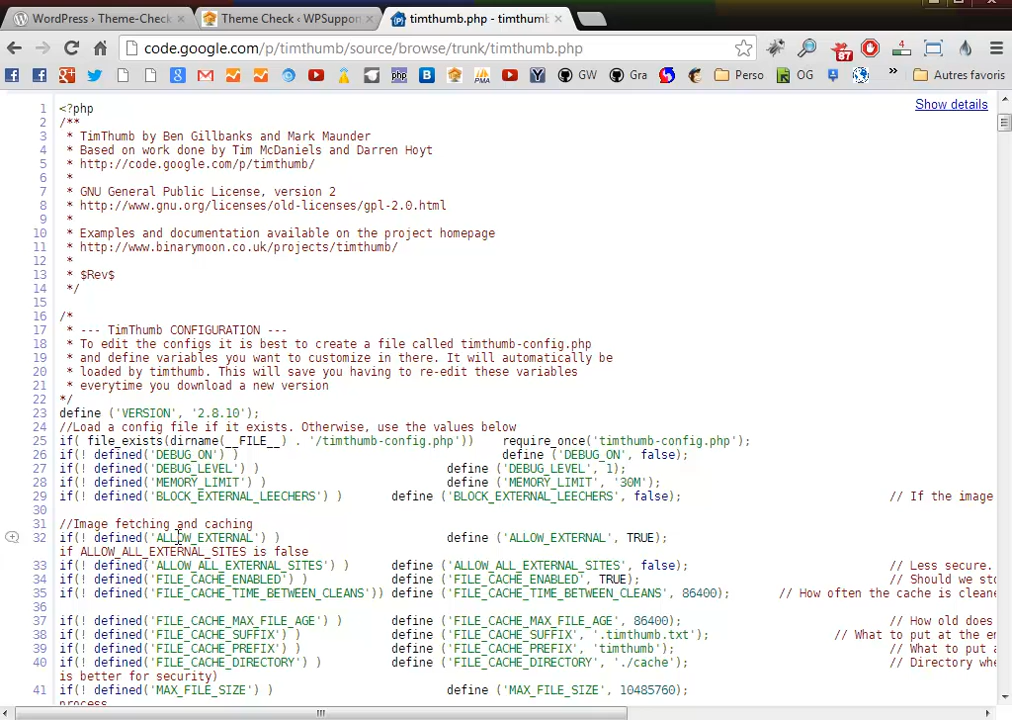 WordPress › Theme-Check
Theme Check ‹ WPSuppor
timthumb.php - timthumb
code.google.com/p/timthumb/source/browse/trunk/timthumb.php
87
4
php
B
PMA
GW
Gra
Perso
OG
»
Autres favoris
Show details
1 <?php
2 /**
3 * TimThumb by Ben Gillbanks and Mark Maunder
4 * Based on work done by Tim McDaniels and Darren Hoyt
5 * http://code.google.com/p/timthumb/
6 *
7 * GNU General Public License, version 2
8 * http://www.gnu.org/licenses/old-licenses/gpl-2.0.html
9 *
10 * Examples and documentation available on the project homepage
11 * http://www.binarymoon.co.uk/projects/timthumb/
12 *
13 * $Rev$
14 */
15
16 /*
17 * --- TimThumb CONFIGURATION ---
18 * To edit the configs it is best to create a file called timthumb-config.php
19 * and define variables you want to customize in there. It will automatically be
20 * loaded by timthumb. This will save you having to re-edit these variables
21 * everytime you download a new version
22 */
23 define ('VERSION', '2.8.10');
24 //Load a config file if it exists. Otherwise, use the values below
25 if( file_exists(dirname(__FILE__) . '/timthumb-config.php')) require_once('timthumb-config.php');
26 if(! defined('DEBUG_ON') ) define ('DEBUG_ON', false);
27 if(! defined('DEBUG_LEVEL') ) define ('DEBUG_LEVEL', 1);
28 if(! defined('MEMORY_LIMIT') ) define ('MEMORY_LIMIT', '30M');
29 if(! defined('BLOCK_EXTERNAL_LEECHERS') ) define ('BLOCK_EXTERNAL_LEECHERS', false); // If the image
30
31 //Image fetching and caching
32 if(! defined('ALLOW_EXTERNAL') ) define ('ALLOW_EXTERNAL', TRUE);
if ALLOW_ALL_EXTERNAL_SITES is false
33 if(! defined('ALLOW_ALL_EXTERNAL_SITES') ) define ('ALLOW_ALL_EXTERNAL_SITES', false); // Less secure.
34 if(! defined('FILE_CACHE_ENABLED') ) define ('FILE_CACHE_ENABLED', TRUE); // Should we sto
35 if(! defined('FILE_CACHE_TIME_BETWEEN_CLEANS')) define ('FILE_CACHE_TIME_BETWEEN_CLEANS', 86400); // How often the cache is cleane
36
37 if(! defined('FILE_CACHE_MAX_FILE_AGE') ) define ('FILE_CACHE_MAX_FILE_AGE', 86400); // How old does
38 if(! defined('FILE_CACHE_SUFFIX') ) define ('FILE_CACHE_SUFFIX', '.timthumb.txt'); // What to put at the en
39 if(! defined('FILE_CACHE_PREFIX') ) define ('FILE_CACHE_PREFIX', 'timthumb'); // What to put a
40 if(! defined('FILE_CACHE_DIRECTORY') ) define ('FILE_CACHE_DIRECTORY', './cache'); // Directory whe
is better for security)
41 if(! defined('MAX_FILE_SIZE') ) define ('MAX_FILE_SIZE', 10485760);
process